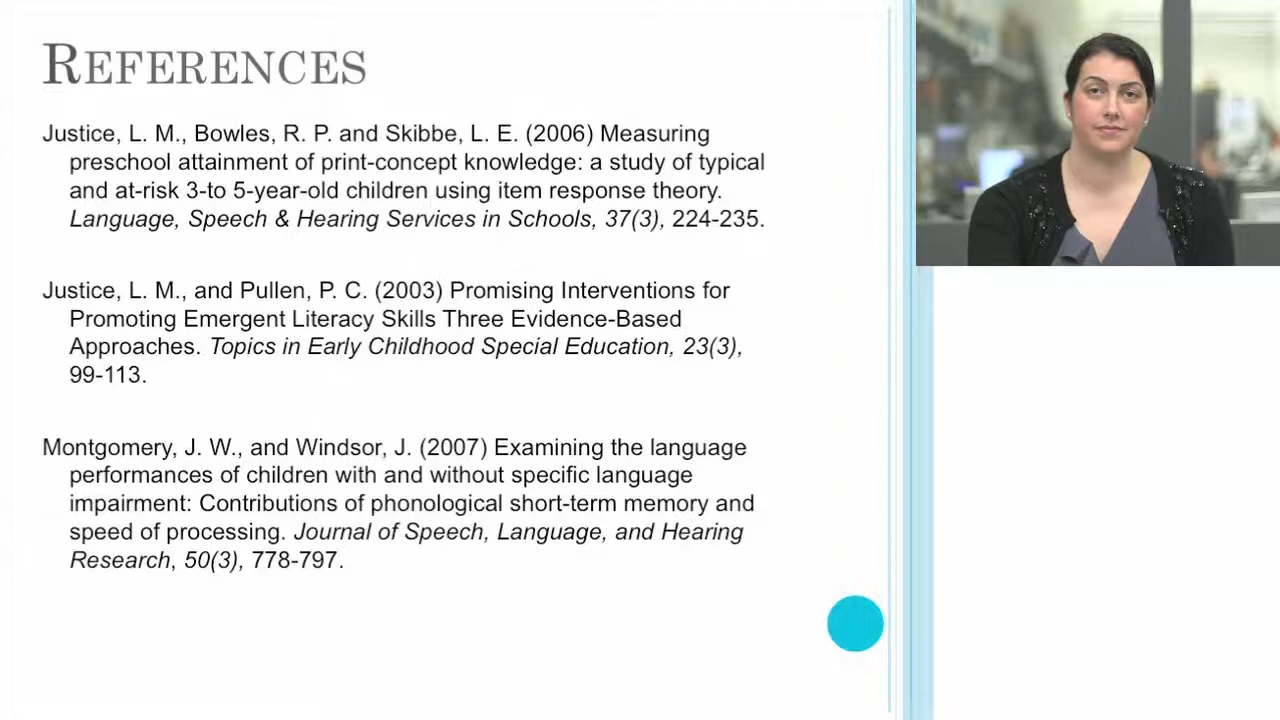 REFERENCES
Justice, L. M., Bowles, R. P. and Skibbe, L. E. (2006) Measuring
preschool attainment of print-concept knowledge: a study of typical
and at-risk 3-to 5-year-old children using item response theory.
Language, Speech & Hearing Services in Schools, 37(3), 224-235.
Justice, L. M., and Pullen, P. C. (2003) Promising Interventions for
Promoting Emergent Literacy Skills Three Evidence-Based
Approaches. Topics in Early Childhood Special Education, 23(3),
99-113.
Montgomery, J. W., and Windsor, J. (2007) Examining the language
performances of children with and without specific language
impairment: Contributions of phonological short-term memory and
speed of processing. Journal of Speech, Language, and Hearing
Research, 50(3), 778-797.